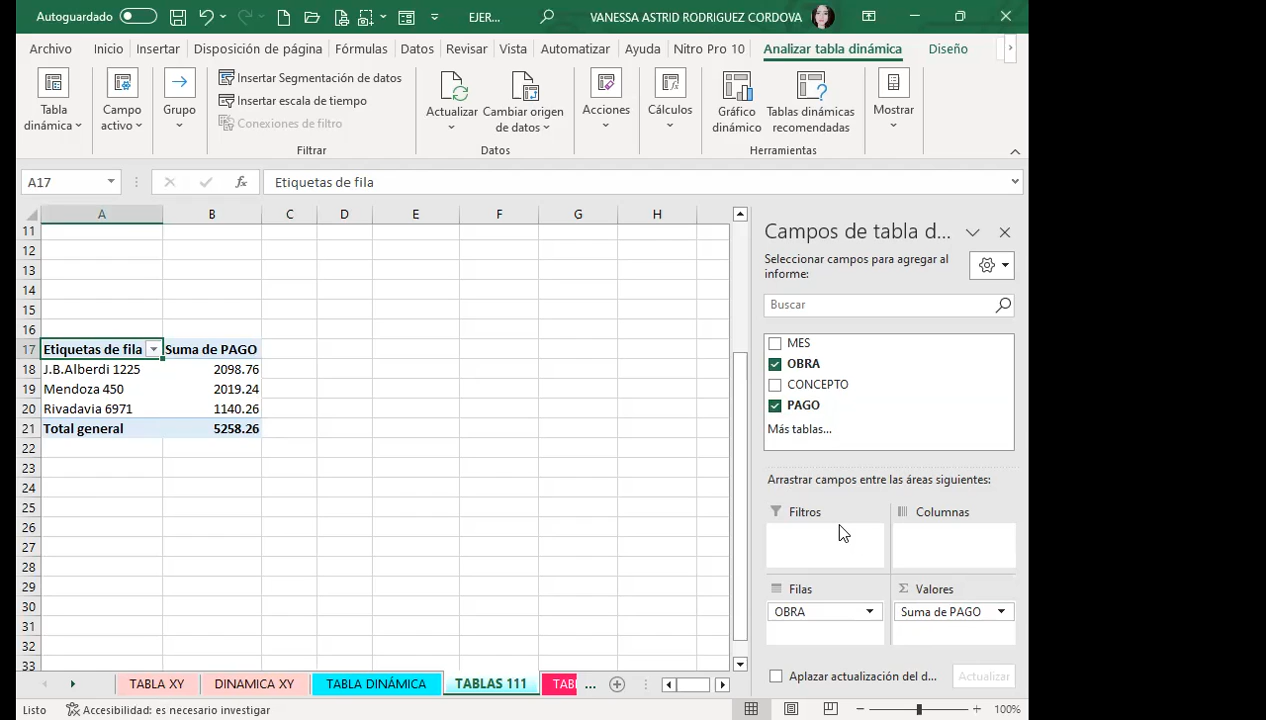 Autoguardado
EJER...
VANESSA ASTRID RODRIGUEZ CORDOVA
Archivo Inicio Insertar Disposición de página Fórmulas Datos Revisar Vista Automatizar Ayuda Nitro Pro 10 Analizar tabla dinámica Diseño
Tabla dinámica
Campo activo
Grupo
Insertar Segmentación de datos
Insertar escala de tiempo
Conexiones de filtro
Filtrar
Actualizar
Cambiar origen de datos
Datos
Acciones
Cálculos
Gráfico dinámico
Tablas dinámicas recomendadas
Herramientas
Mostrar
A17
fx
Etiquetas de fila
A B C D E F G H
11
12
13
14
15
16
17 Etiquetas de fila Suma de PAGO
18 J.B.Alberdi 1225 2098.76
19 Mendoza 450 2019.24
20 Rivadavia 6971 1140.26
21 Total general 5258.26
22
23
24
25
26
27
28
29
30
31
32
33
Campos de tabla d...
Seleccionar campos para agregar al
informe:
Buscar
MES
OBRA
CONCEPTO
PAGO
Más tablas...
Arrastrar campos entre las áreas siguientes:
Filtros
Columnas
Filas
Σ Valores
OBRA
Suma de PAGO
Aplazar actualización del d...
Actualizar
TABLA XY DINAMICA XY TABLA DINÁMICA TABLAS 111 TAB ...
Listo
Accesibilidad: es necesario investigar
100%